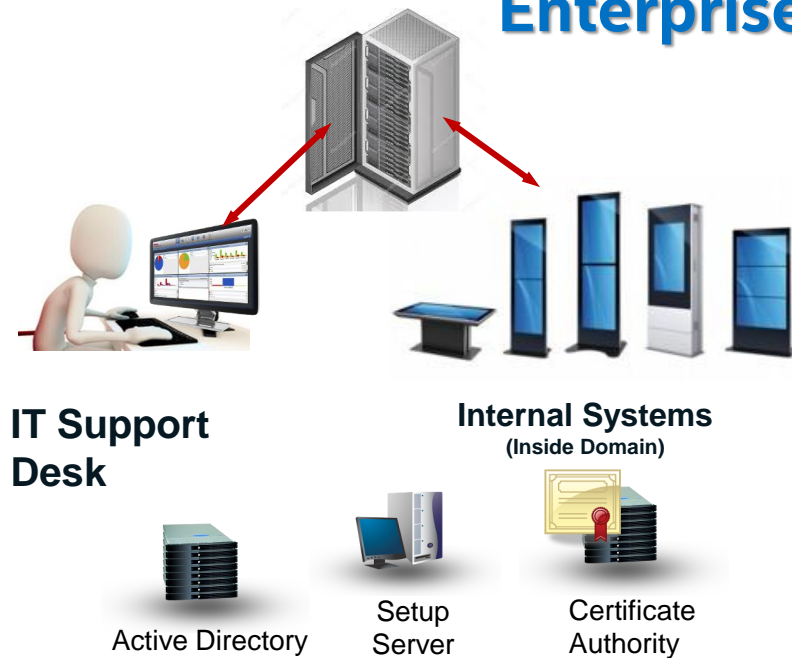 Enterprise
IT Support
Desk
Internal Systems
(Inside Domain)
Active Directory
Setup
Server
Certificate
Authority